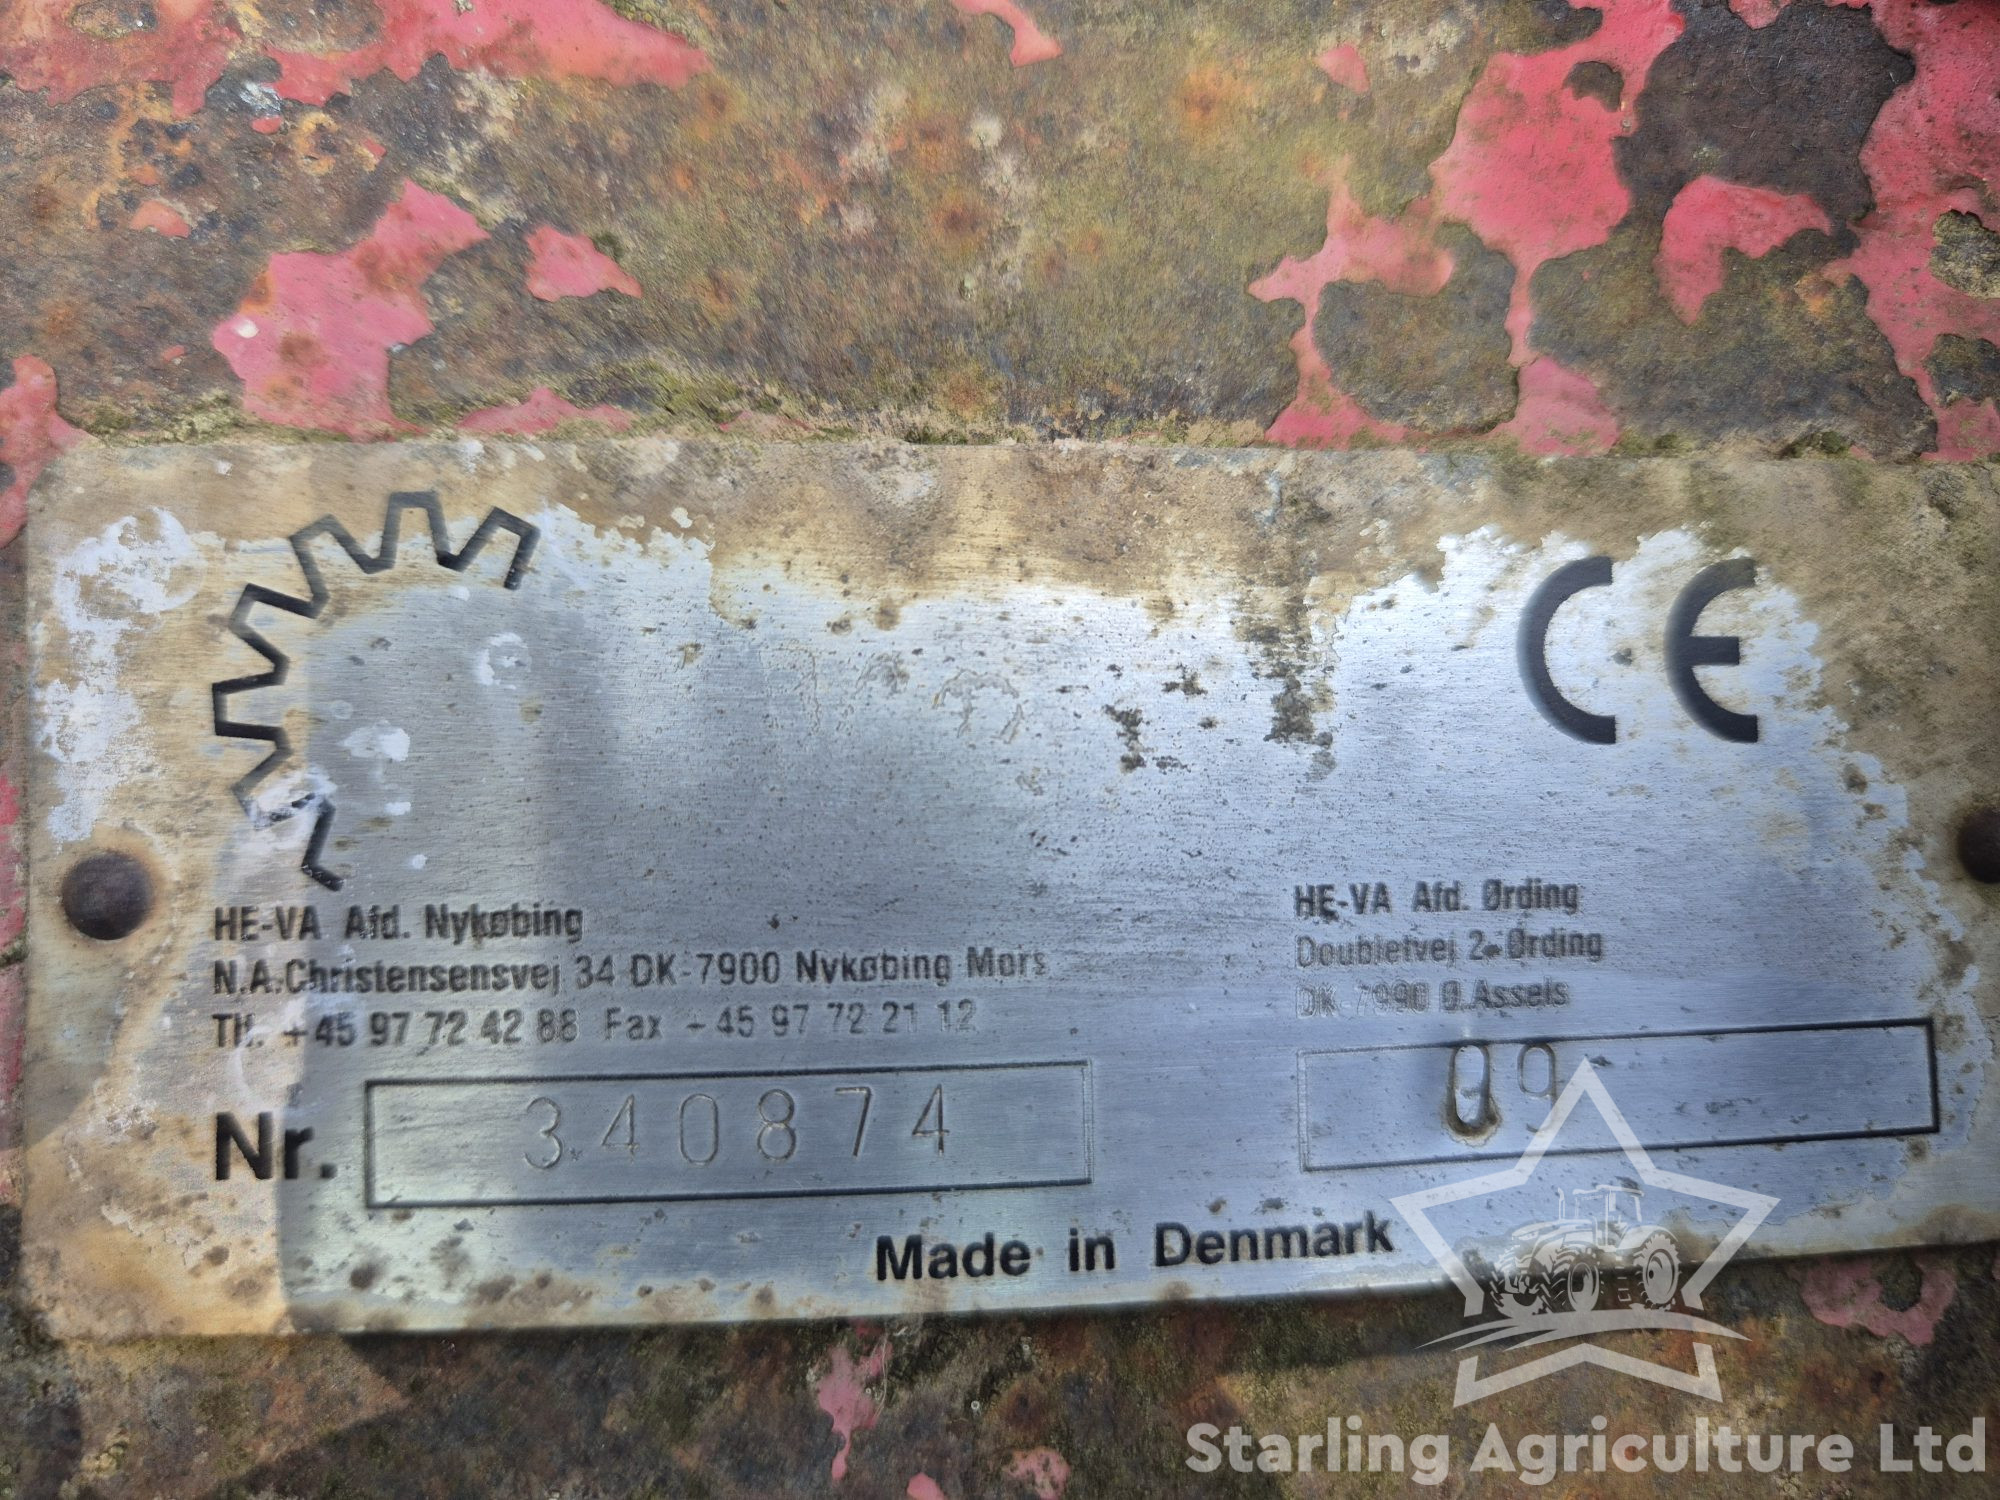 CE
HE-VA Afd. Nykøbing
N.A.Christensensvej 34 DK-7900 Nykøbing Mors
Tlf. +45 97 72 42 88 Fax +45 97 72 21 12
HE-VA Afd. Ørding
Doubletvej 2, Ørding
DK-7990 Ø.Assels
Nr. 340874
09
Made in Denmark
Starling Agriculture Ltd